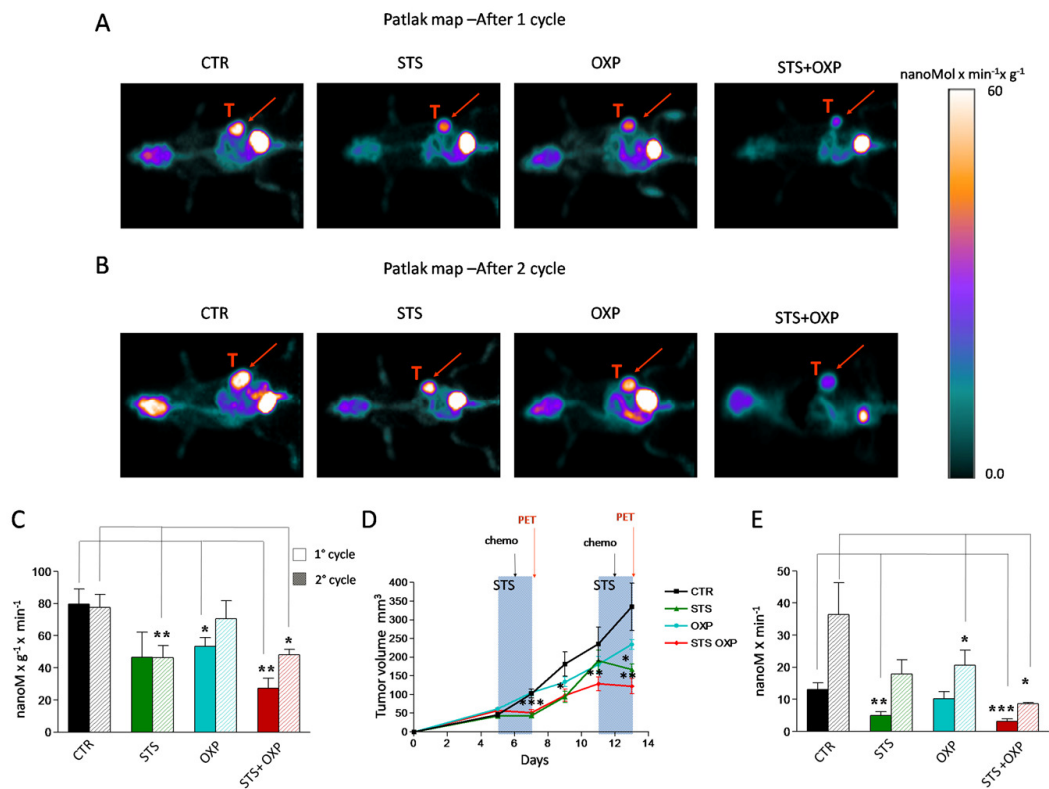 A
Patlak map –After 1 cycle
CTR
STS
OXP
STS+OXP
nanoMol x min-1x g-1
T
T
T
T
60
B
Patlak map –After 2 cycle
CTR
STS
OXP
STS+OXP
T
T
T
T
0.0
C
1° cycle
2° cycle
nanoM x g-1 x min-1
100
80
60
40
20
0
**
*
**
*
CTR
STS
OXP
STS+OXP
D
PET
PET
chemo
chemo
STS
STS
CTR
STS
OXP
STS OXP
Tumor volume mm3
400
350
300
250
200
150
100
50
0
***
*
**
*
**
0
2
4
6
8
10
12
14
Days
E
nanoM x min-1
50
40
30
20
10
0
**
*
***
*
CTR
STS
OXP
STS +OXP